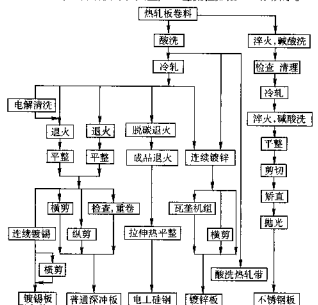 热轧板卷料
酸洗
冷轧
淬火,碱酸洗
检查 清理
冷轧
淬火,碱酸洗
平整
剪切
矫直
抛光
不锈钢板
电解清洗
退火
平整
退火
平整
脱碳退火
成品退火
连续镀锌
横剪
检查,重卷
连续镀锡
纵剪
横剪
拉伸热平整
瓦垄机组
横剪
酸洗热轧带
镀锡板
普通深冲板
电工硅钢
镀锌板